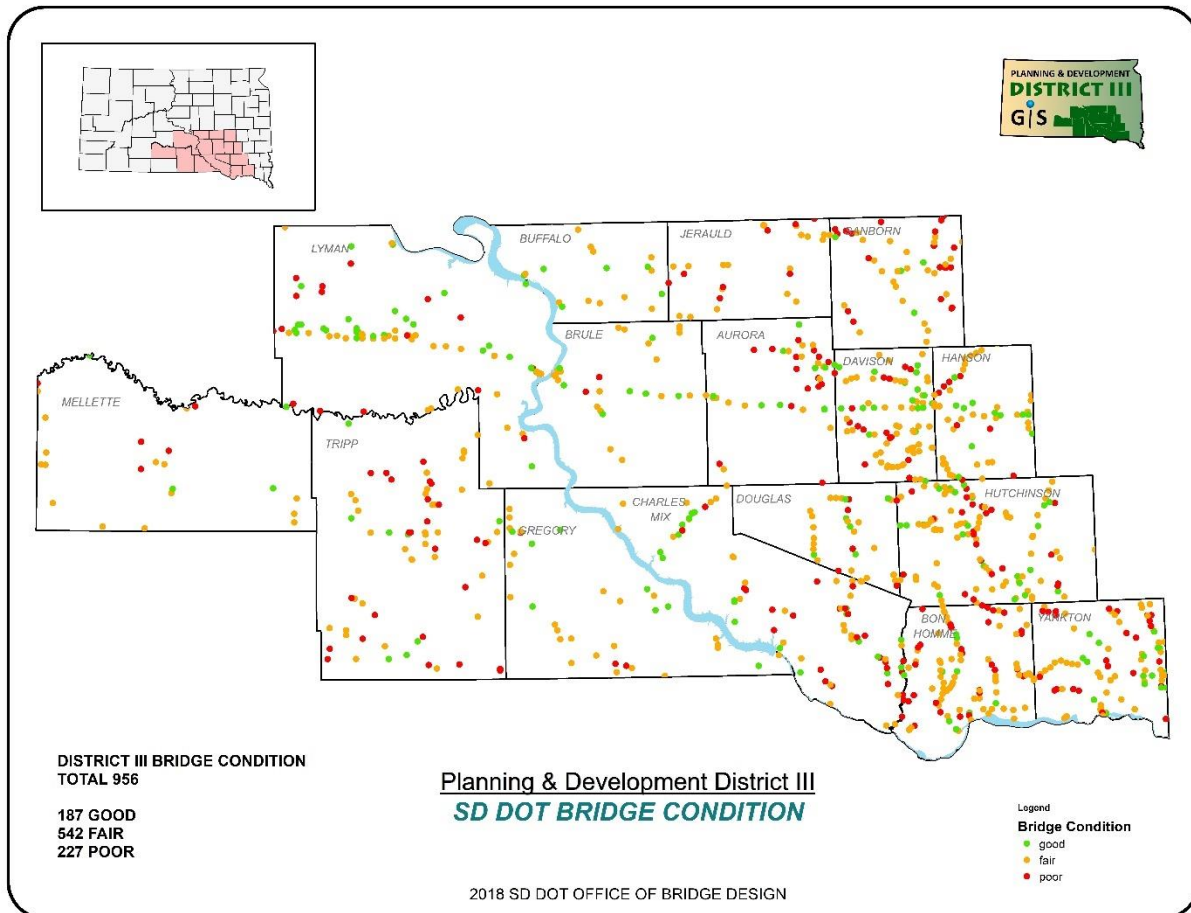 PLANNING & DEVELOPMENT
DISTRICT III
GiS
LYMAN
BUFFALO
JERAULD
SANBORN
BRULE
AURORA
DAVISON
HANSON
MELLETTE
TRIPP
GREGORY
CHARLES
MIX
DOUGLAS
HUTCHINSON
BON
HOMME
YANKTON
DISTRICT III BRIDGE CONDITION
TOTAL 956
187 GOOD
542 FAIR
227 POOR
Planning & Development District III
SD DOT BRIDGE CONDITION
2018 SD DOT OFFICE OF BRIDGE DESIGN
Legend
Bridge Condition
good
fair
poor